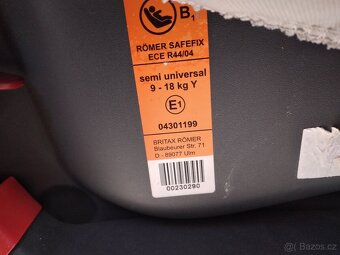 B1
RÖMER SAFEFIX
ECE R44/04
semi universal
9 - 18 kg Y
E1
04301199
BRITAX RÖMER
Blaubeurer Str. 71
D - 89077 Ulm
00230290
Bazos.cz